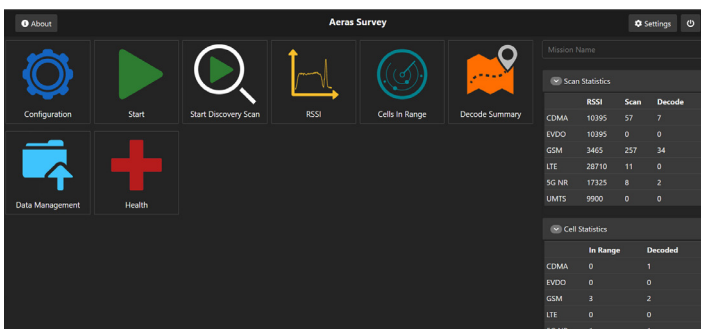 About
Aeras Survey
Settings
Configuration
Start
Start Discovery Scan
RSSI
Cells In Range
Decode Summary
Data Management
Health
Mission Name
Scan Statistics
RSSI Scan Decode
CDMA 10395 57 7
EVDO 10395 0 0
GSM 3465 257 34
LTE 28710 11 0
5G NR 17325 8 2
UMTS 9900 0 0
Cell Statistics
In Range Decoded
CDMA 0 1
EVDO 0 0
GSM 3 2
LTE 0 0